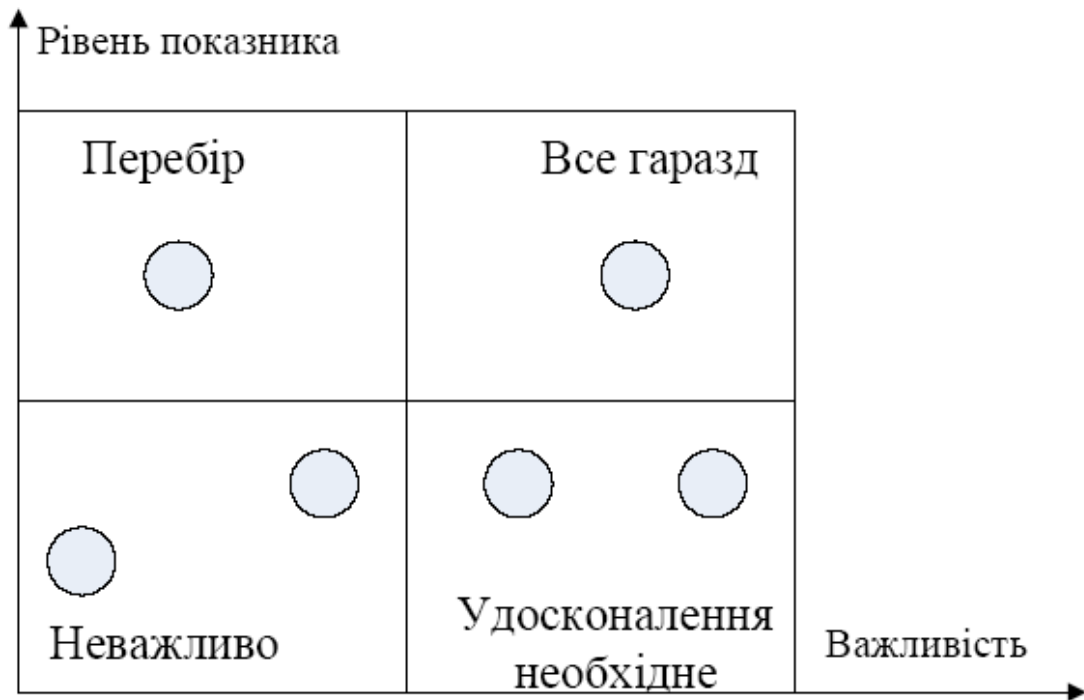 Рівень показника
Перебір
Все гаразд
Неважливо
Удосконалення
необхідне
Важливість